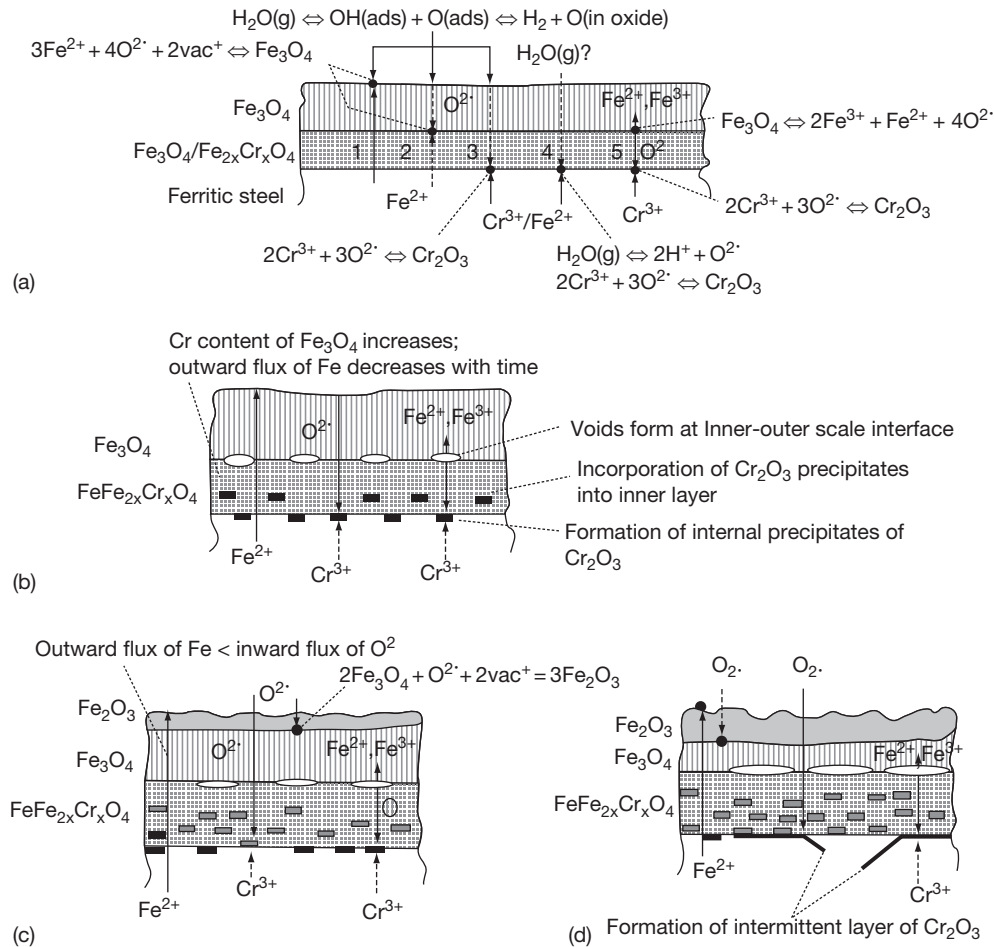 H₂O(g) ⇔ OH(ads) + O(ads) ⇔ H₂ + O(in oxide)
3Fe²⁺ + 4O²· + 2vac⁺ ⇔ Fe₃O₄
H₂O(g)?
Fe₃O₄
O²·
Fe²⁺,Fe³⁺
Fe₃O₄ ⇔ 2Fe³⁺ + Fe²⁺ + 4O²·
Fe₃O₄/Fe₂ₓCrₓO₄
1 2 3 4 5 O²
Ferritic steel
Fe²⁺
Cr³⁺/Fe²⁺
Cr³⁺
2Cr³⁺ + 3O²· ⇔ Cr₂O₃
2Cr³⁺ + 3O²· ⇔ Cr₂O₃
H₂O(g) ⇔ 2H⁺ + O²·
2Cr³⁺ + 3O²· ⇔ Cr₂O₃
(a)
Cr content of Fe₃O₄ increases;
outward flux of Fe decreases with time
O²·
Fe²⁺,Fe³⁺
Fe₃O₄
Voids form at Inner-outer scale interface
FeFe₂ₓCrₓO₄
Incorporation of Cr₂O₃ precipitates
into inner layer
Fe²⁺
Cr³⁺
Cr³⁺
Formation of internal precipitates of
Cr₂O₃
(b)
Outward flux of Fe < inward flux of O²
O²·
2Fe₃O₄ + O²· + 2vac⁺ = 3Fe₂O₃
Fe₂O₃
O²·
Fe²⁺,Fe³⁺
Fe₃O₄
FeFe₂ₓCrₓO₄
Cr³⁺
Fe²⁺
Cr³⁺
(c)
O₂·
O₂·
Fe₂O₃
Fe₃O₄
Fe²⁺,Fe³⁺
FeFe₂ₓCrₓO₄
Fe²⁺
Cr³⁺
Formation of intermittent layer of Cr₂O₃
(d)